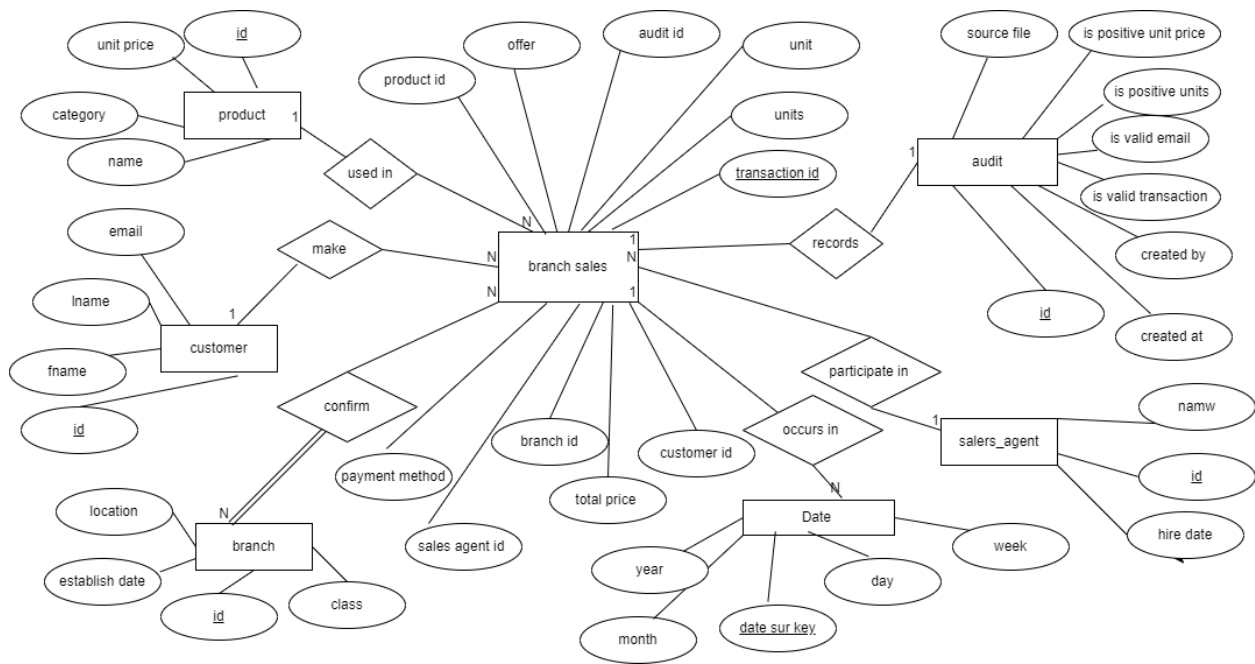 unit price
id
offer
audit id
unit
source file
is positive unit price
product id
category
product
1
units
is positive units
name
used in
transaction id
is valid email
1
audit
is valid transaction
email
make
N
N
branch sales
1
N
records
created by
lname
1
N
1
id
created at
customer
fname
participate in
id
confirm
branch id
customer id
occurs in
1
namw
salers_agent
payment method
id
location
N
total price
N
branch
sales agent id
Date
week
hire date
establish date
year
day
id
class
month
date sur key